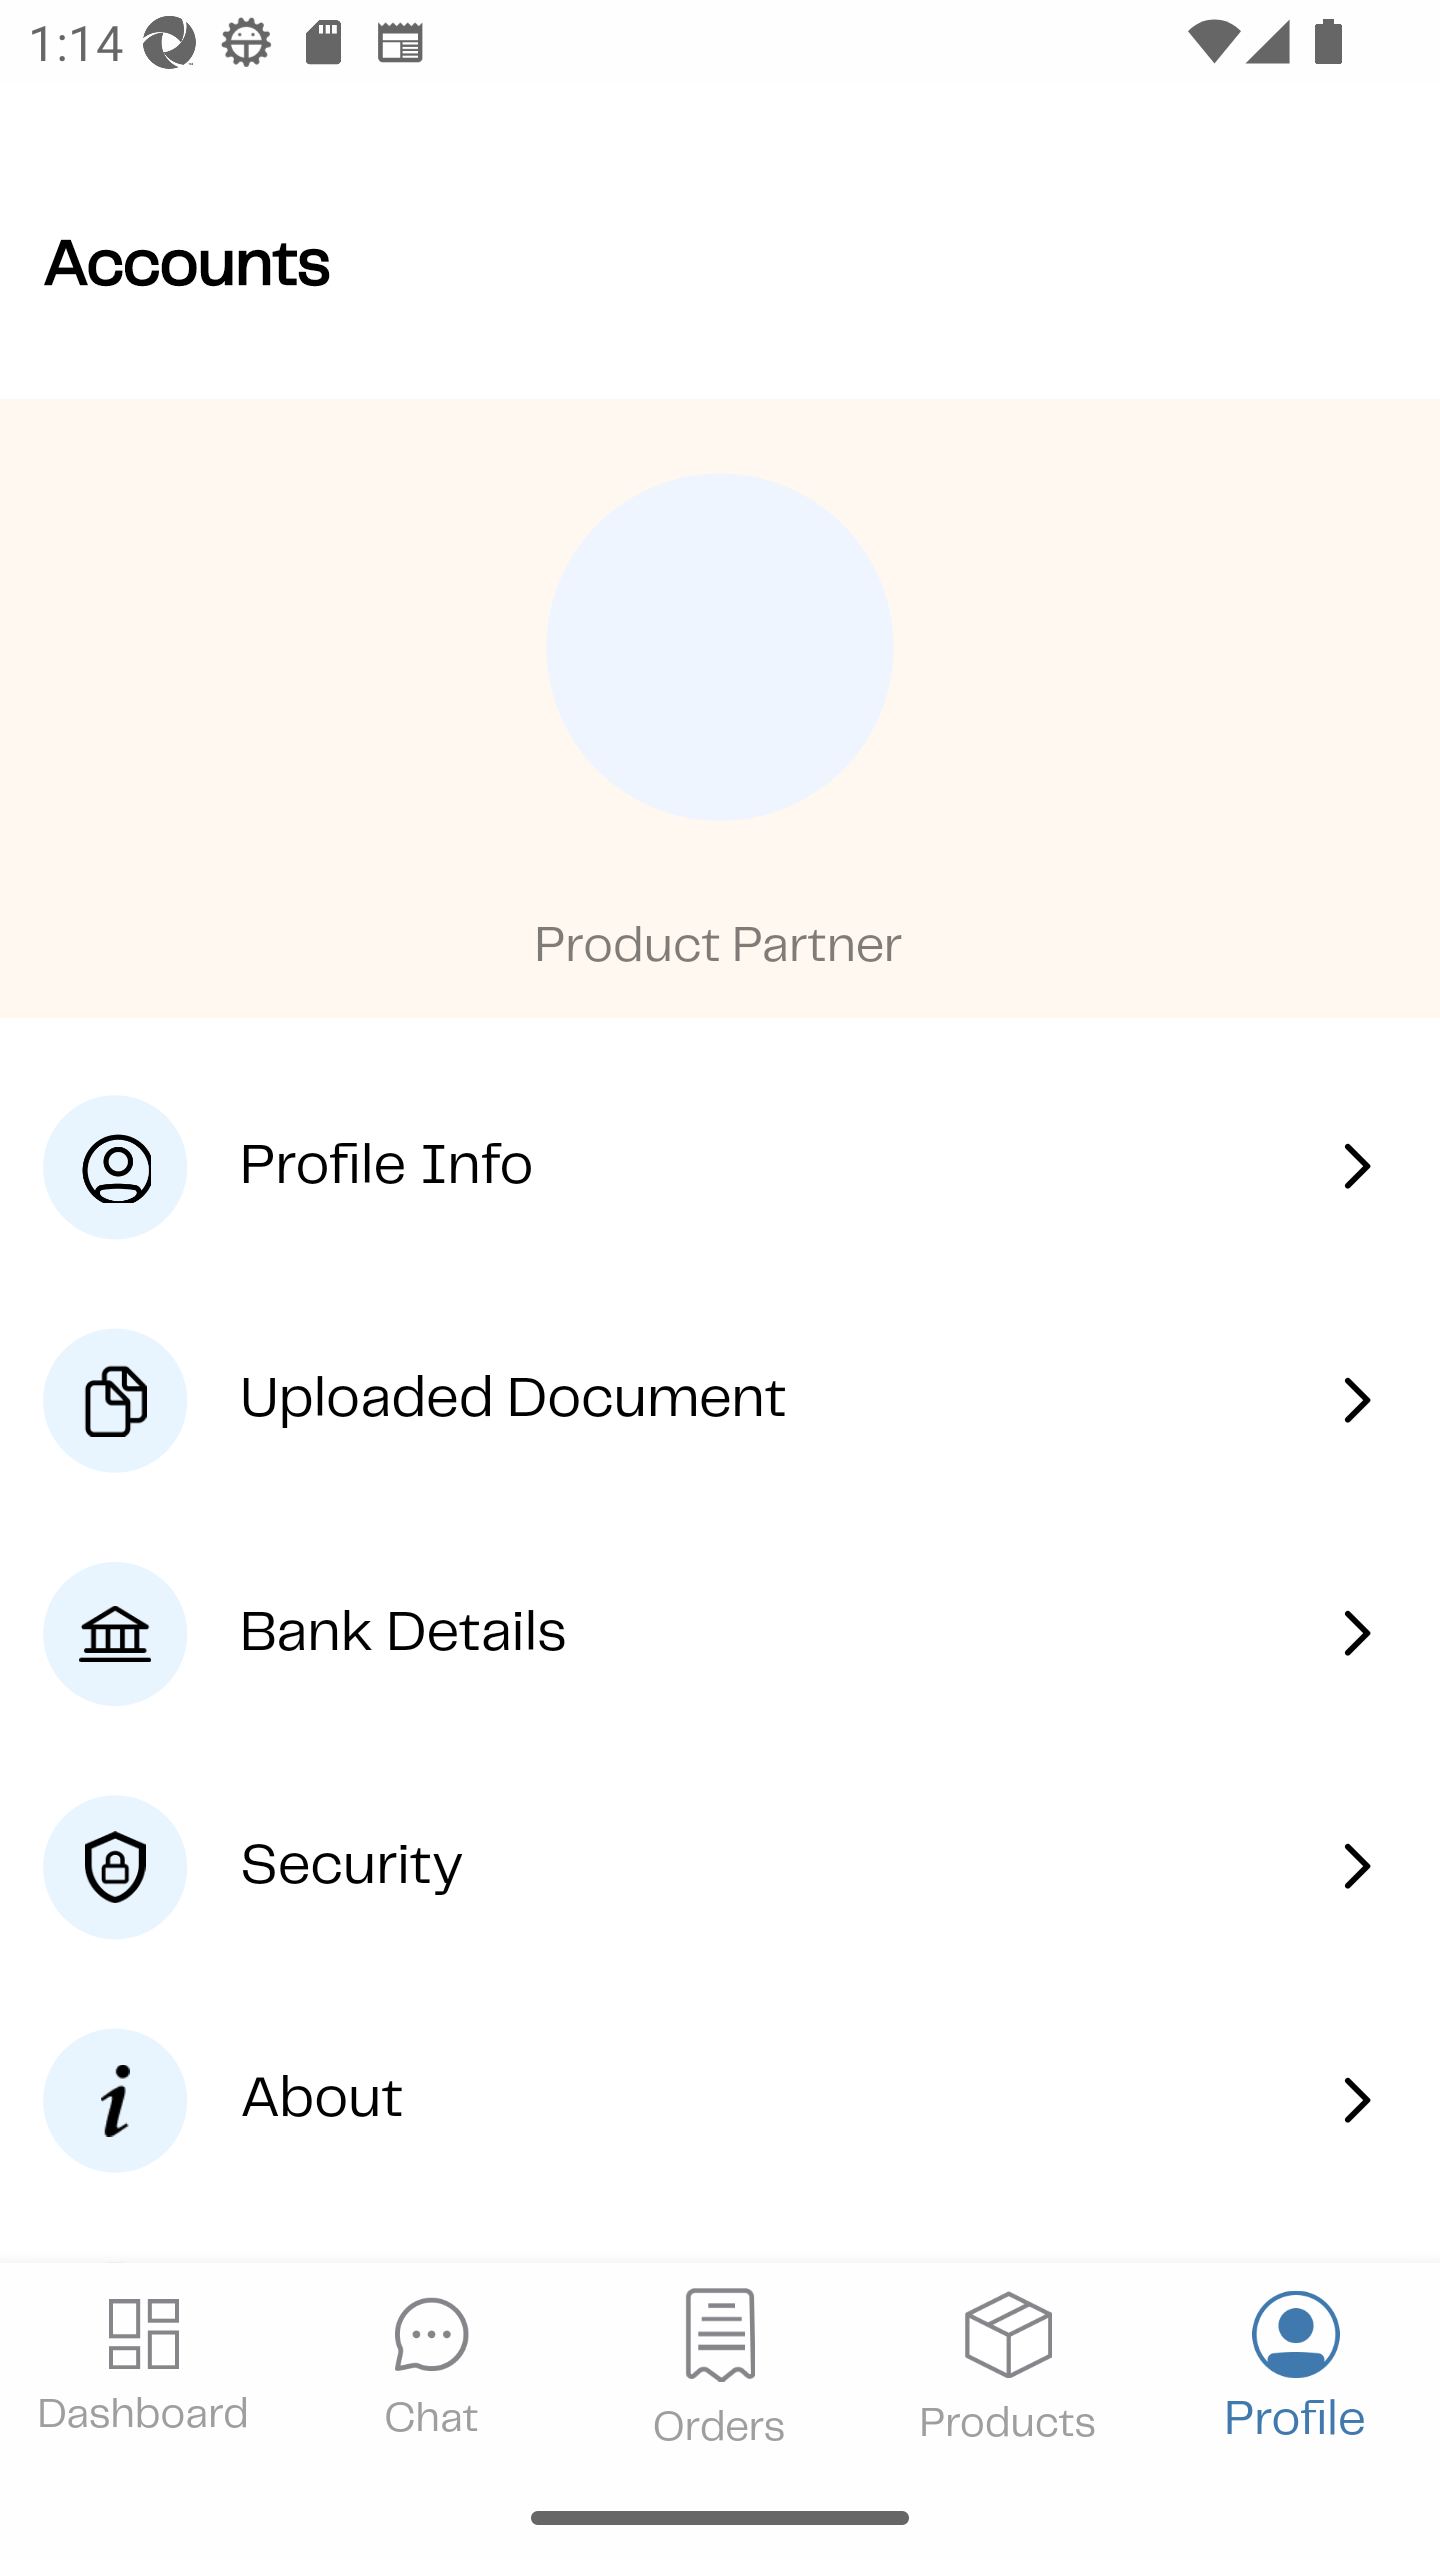 1:14
Accounts
Product Partner
Profile Info
Uploaded Document
Bank Details
Security
About
Dashboard
Chat
Orders
Products
Profile